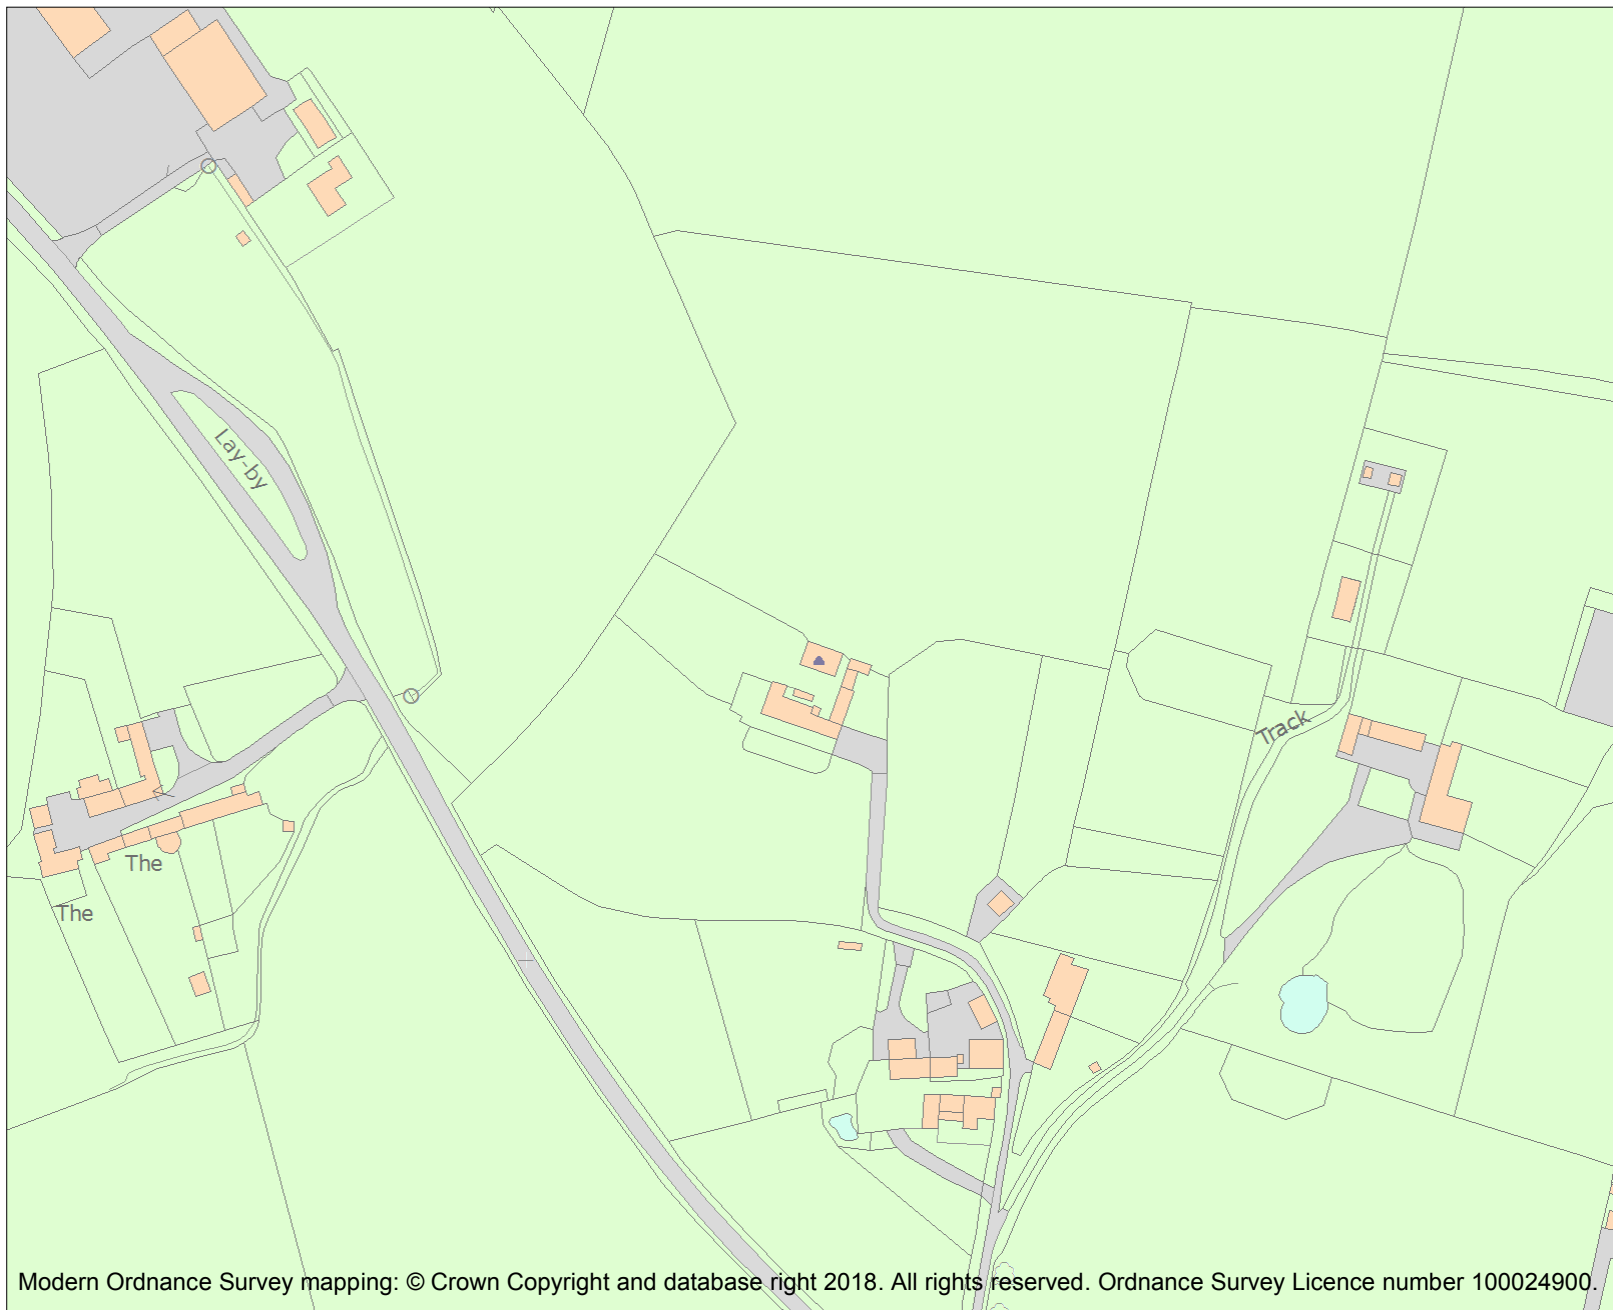 Lay-by
Track
The
The
Modern Ordnance Survey mapping: © Crown Copyright and database right 2018. All rights reserved. Ordnance Survey Licence number 100024900.